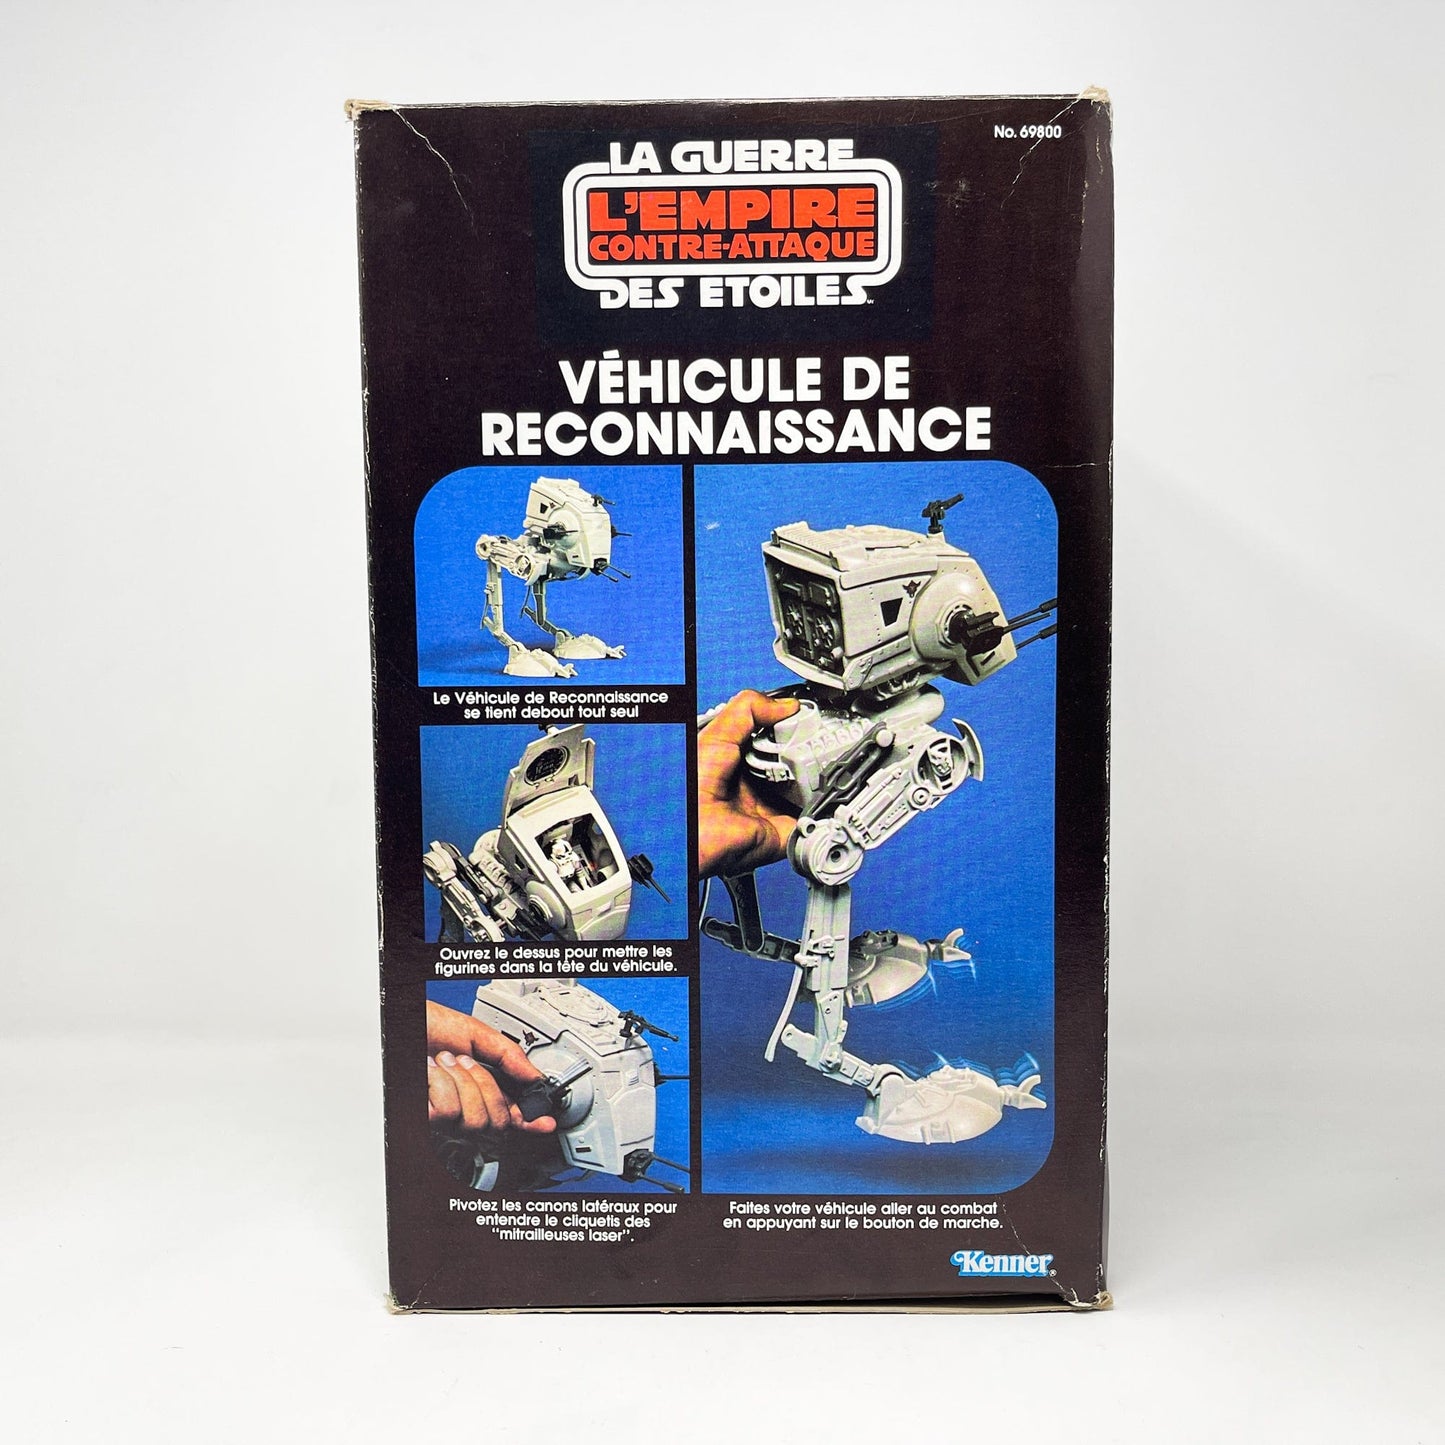 No. 69800
LA GUERRE
L'EMPIRE
CONTRE-ATTAQUE
DES ETOILES
VÉHICULE DE
RECONNAISSANCE
Le Véhicule de Reconnaissance
se tient debout tout seul
Ouvrez le dessus pour mettre les
figurines dans la tête du véhicule.
Pivotez les canons latéraux pour
entendre le cliquetis des
"mitrailleuses laser".
Faites votre véhicule aller au combat
en appuyant sur le bouton de marche.
Kenner®